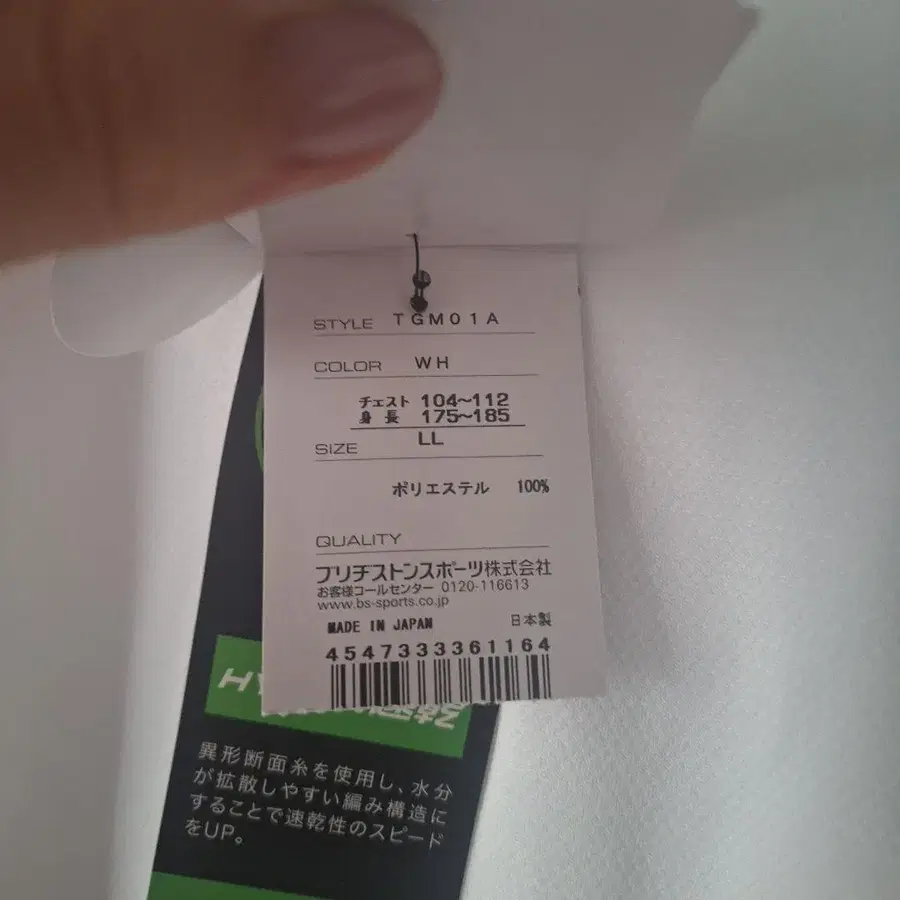 STYLE TGM01A
COLOR WH
チェスト 104~112
身長 175~185
SIZE LL
ポリエステル 100%
QUALITY
ブリヂストンスポーツ株式会社
お客様コールセンター 0120-116613
www.bs-sports.co.jp
MADE IN JAPAN 日本製
4547333361164
異形断面糸を使用し、水分
が拡散しやすい編み構造に
することで速乾性のスピード
をUP。